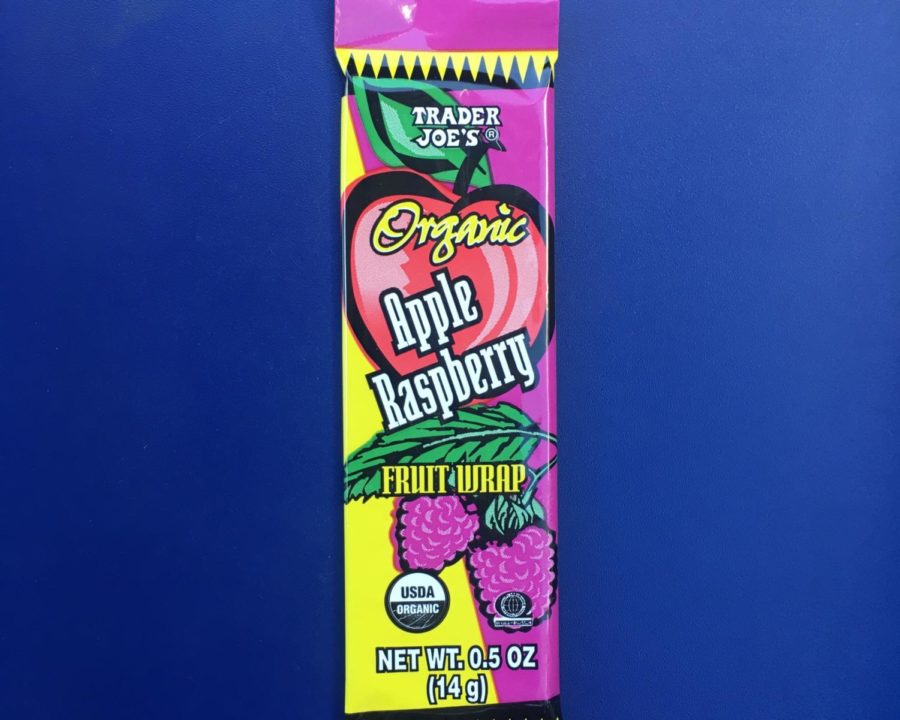 TRADER
JOE'S ®
Organic
Apple
Raspberry
FRUIT WRAP
USDA
ORGANIC
NET WT. 0.5 OZ
(14 g)